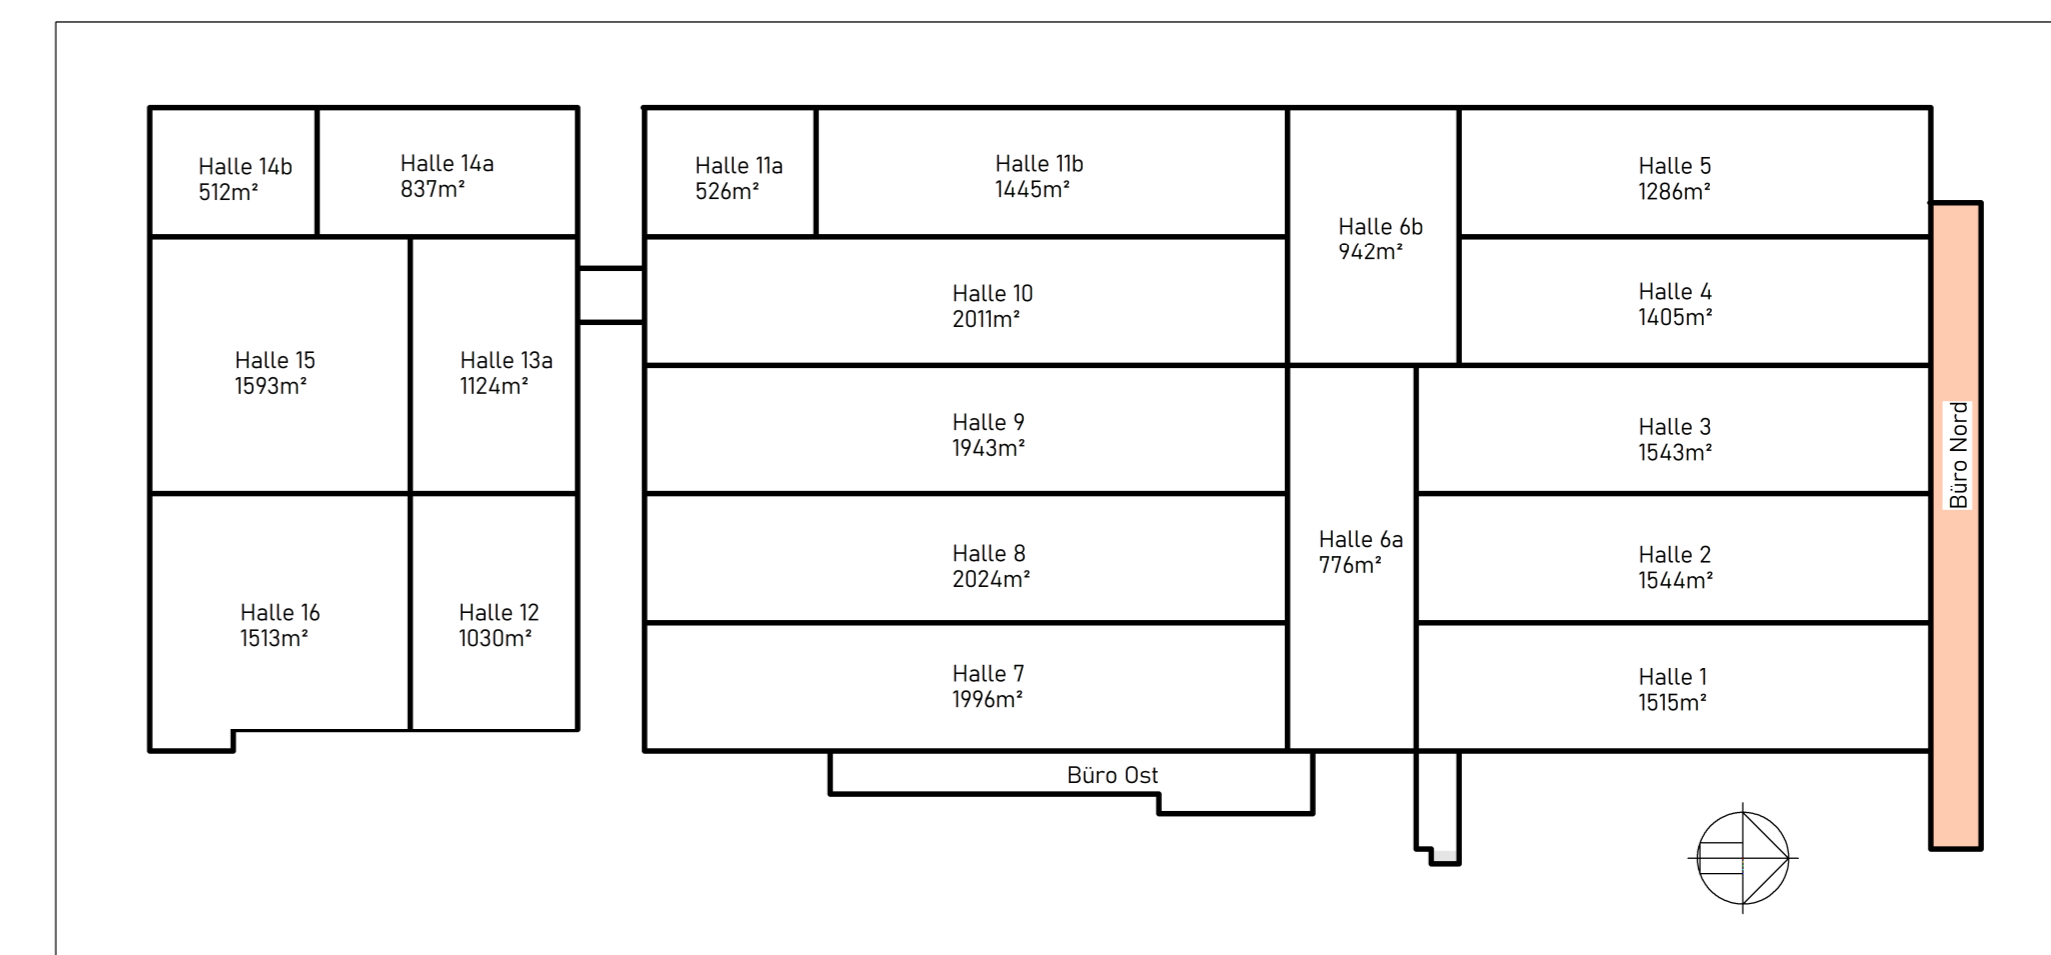 Halle 14b
512m²
Halle 14a
837m²
Halle 11a
526m²
Halle 11b
1445m²
Halle 6b
942m²
Halle 5
1286m²
Halle 15
1593m²
Halle 13a
1124m²
Halle 10
2011m²
Halle 4
1405m²
Halle 9
1943m²
Halle 3
1543m²
Büro Nord
Halle 16
1513m²
Halle 12
1030m²
Halle 8
2024m²
Halle 6a
776m²
Halle 2
1544m²
Halle 7
1996m²
Halle 1
1515m²
Büro Ost